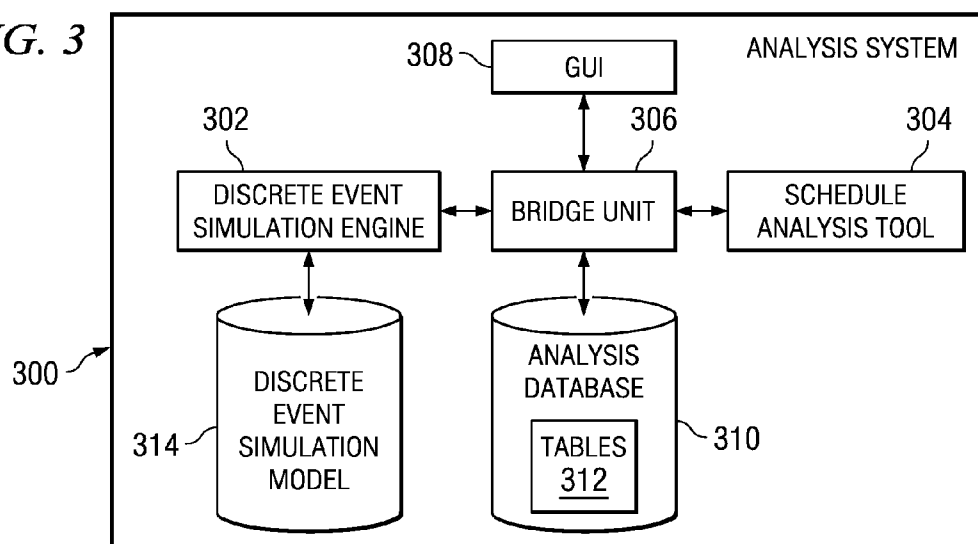 FIG. 3
ANALYSIS SYSTEM
308
GUI
302
306
304
DISCRETE EVENT
SIMULATION ENGINE
BRIDGE UNIT
SCHEDULE
ANALYSIS TOOL
300
314
DISCRETE
EVENT
SIMULATION
MODEL
ANALYSIS
DATABASE
TABLES
312
310